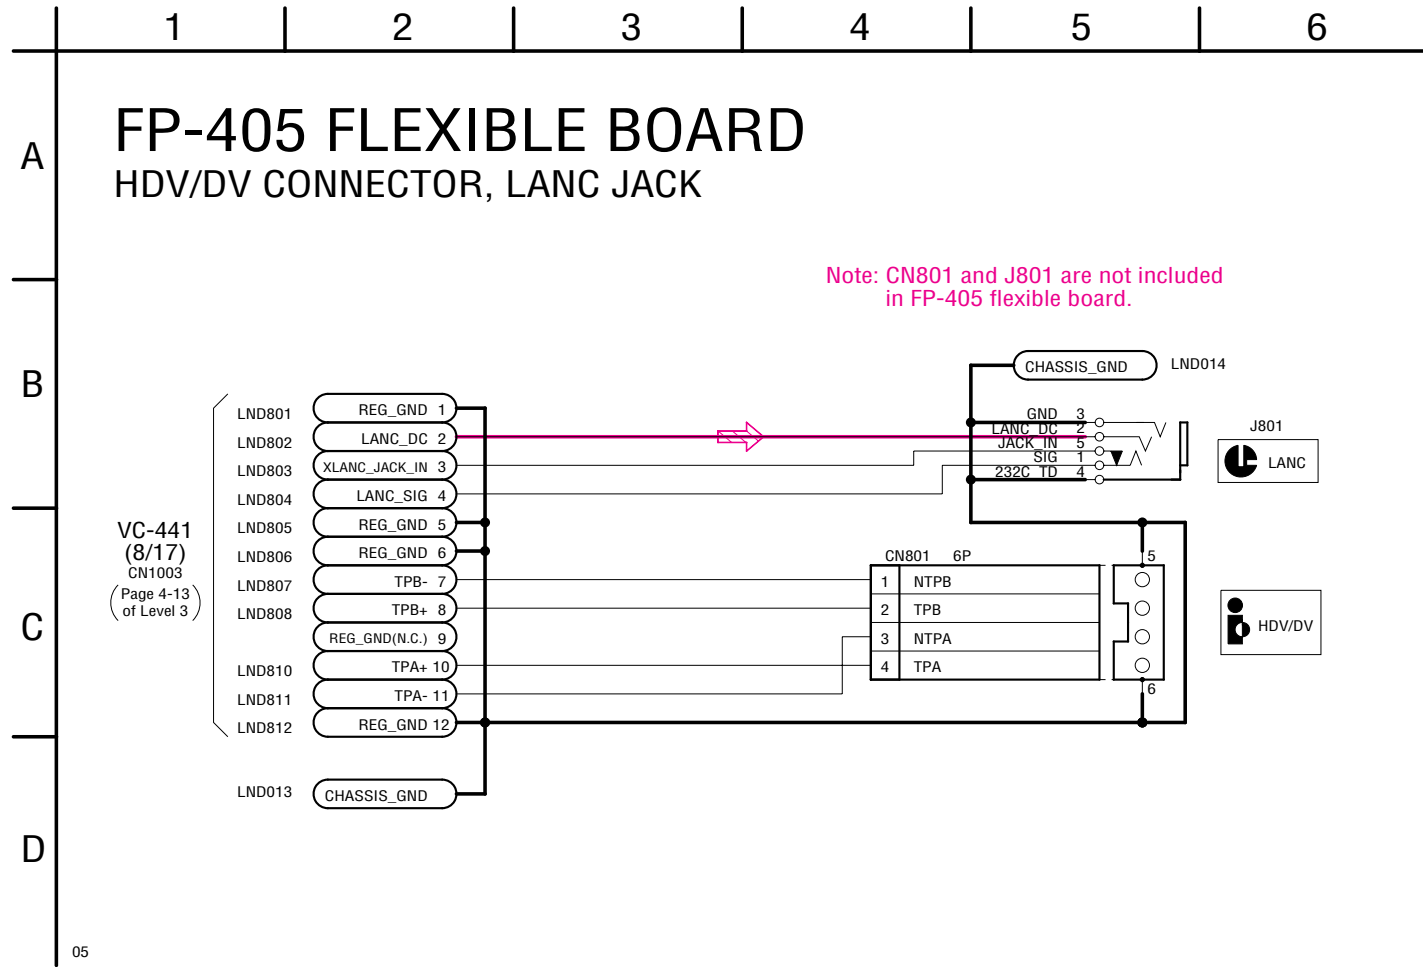 1 2 3 4 5 6
A
FP-405 FLEXIBLE BOARD
HDV/DV CONNECTOR, LANC JACK
Note: CN801 and J801 are not included
in FP-405 flexible board.
B
CHASSIS_GND LND014
LND801 REG_GND 1
LND802 LANC_DC 2
LND803 XLANC_JACK_IN 3
LND804 LANC_SIG 4
LND805 REG_GND 5
LND806 REG_GND 6
LND807 TPB- 7
LND808 TPB+ 8
REG_GND(N.C.) 9
LND810 TPA+ 10
LND811 TPA- 11
LND812 REG_GND 12
LND013 CHASSIS_GND
GND 3
LANC_DC 2
JACK_IN 5
SIG 1
232C_TD 4
J801
LANC
VC-441
(8/17)
CN1003
(Page 4-13
of Level 3)
C
CN801 6P
5
1 NTPB
2 TPB
3 NTPA
4 TPA
6
HDV/DV
D
05